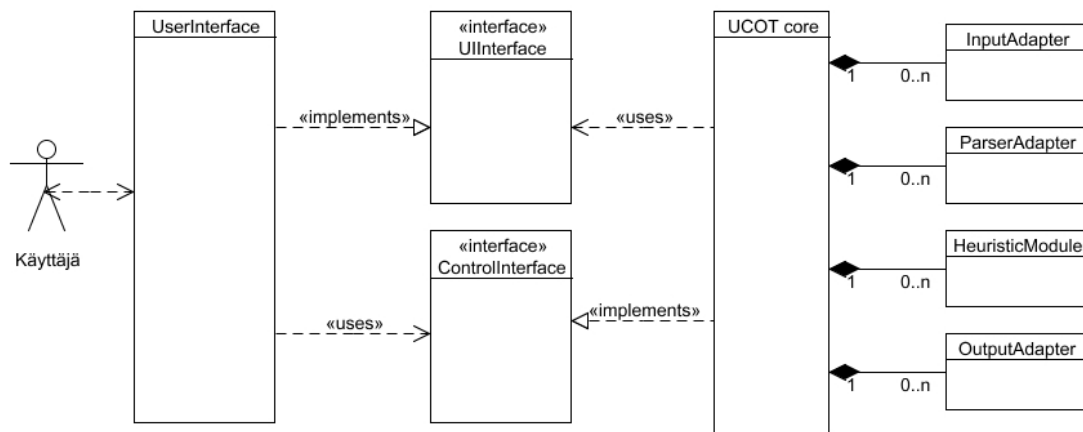 UserInterface
«interface»
UIInterface
UCOT core
InputAdapter
1 0..n
«implements»
«uses»
ParserAdapter
1 0..n
Käyttäjä
«interface»
ControlInterface
HeuristicModule
1 0..n
«implements»
«uses»
OutputAdapter
1 0..n